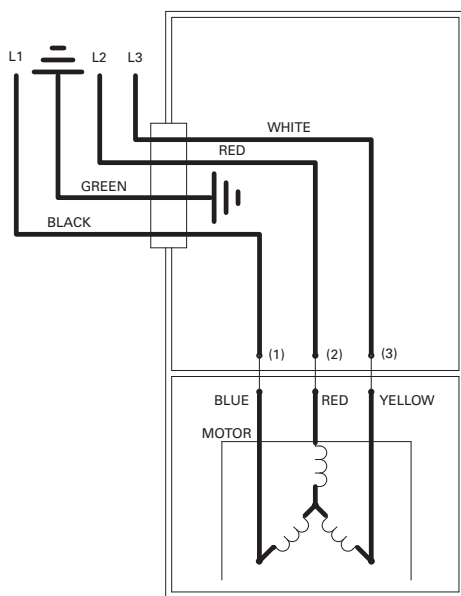 L1 L2 L3
WHITE
RED
GREEN
BLACK
(1) (2) (3)
BLUE RED YELLOW
MOTOR